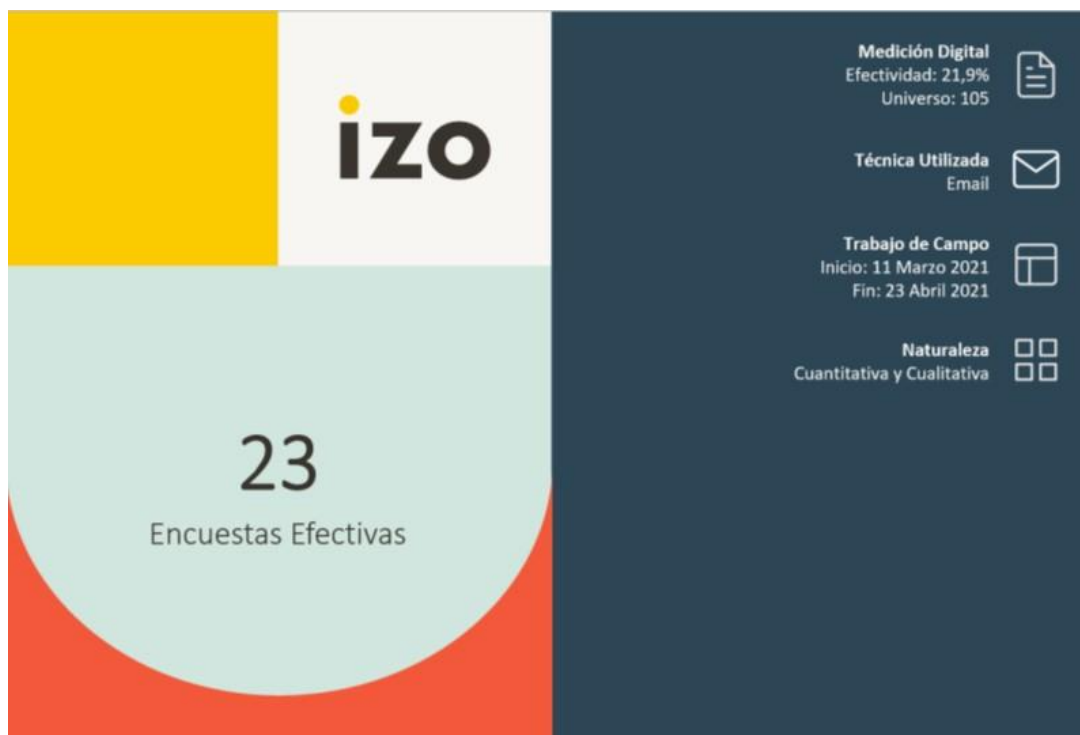 izo
23
Encuestas Efectivas
Medición Digital
Efectividad: 21,9%
Universo: 105
Técnica Utilizada
Email
Trabajo de Campo
Inicio: 11 Marzo 2021
Fin: 23 Abril 2021
Naturaleza
Cuantitativa y Cualitativa